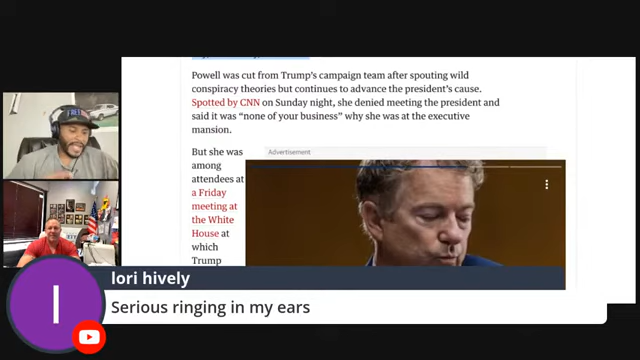 Powell was cut from Trump’s campaign team after spouting wild
conspiracy theories but continues to advance the president’s cause.
Spotted by CNN on Sunday night, she denied meeting the president and
said it was “none of your business” why she was at the executive
mansion.
But she was
among
attendees at
a Friday
meeting at
the White
House at
which
Trump
Advertisement
lori hively
l
Serious ringing in my ears